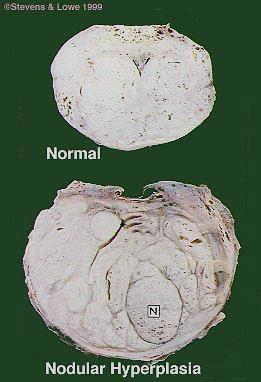 ©Stevens & Lowe 1999
Normal
N
Nodular Hyperplasia